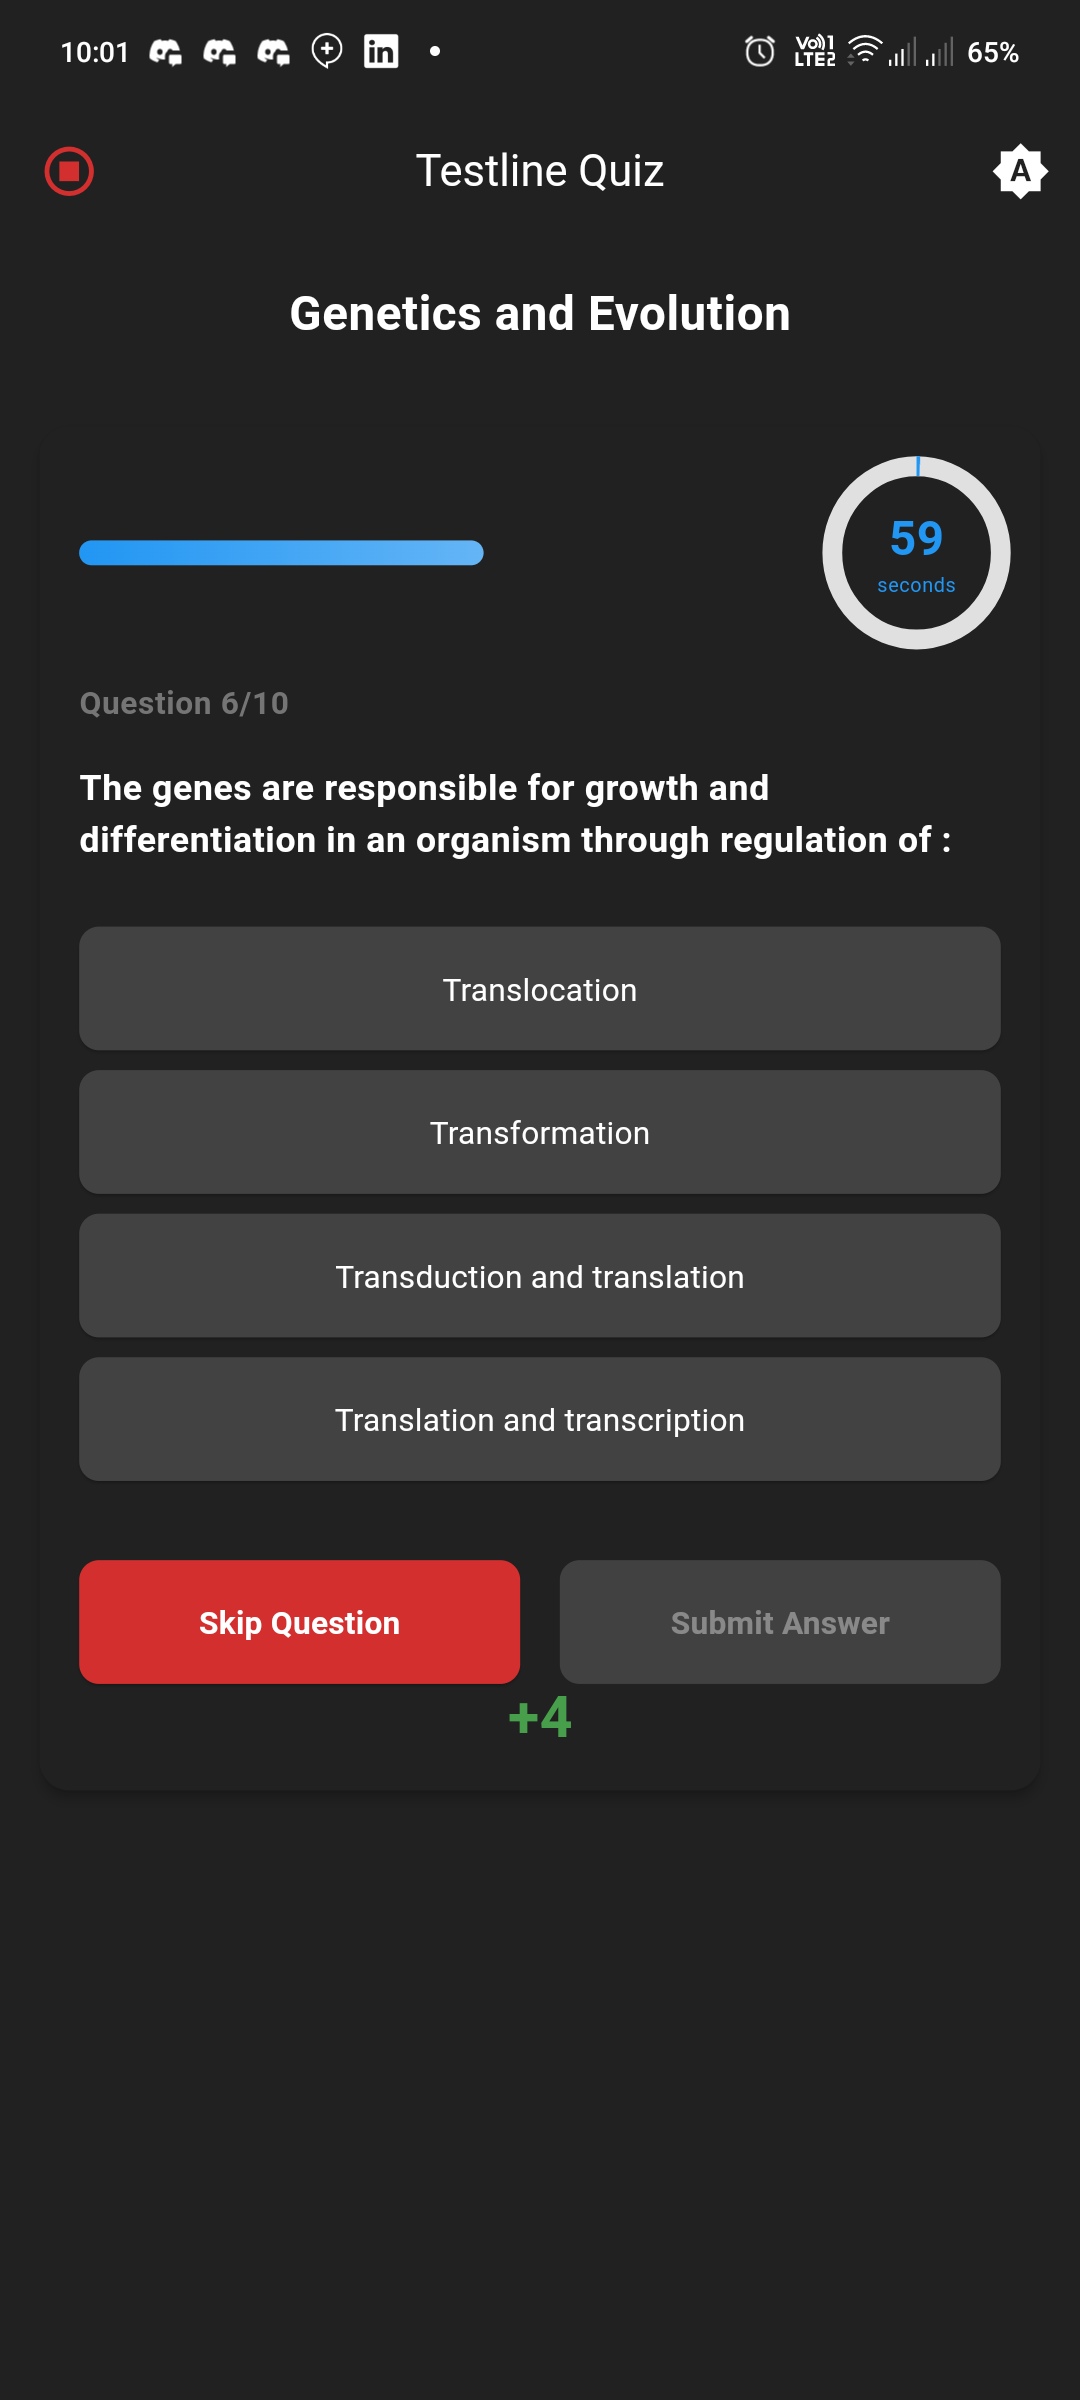 10:01 in Vo)) 1 LTE2 65%
Testline Quiz A
Genetics and Evolution
59
seconds
Question 6/10
The genes are responsible for growth and
differentiation in an organism through regulation of :
Translocation
Transformation
Transduction and translation
Translation and transcription
Skip Question Submit Answer
+4